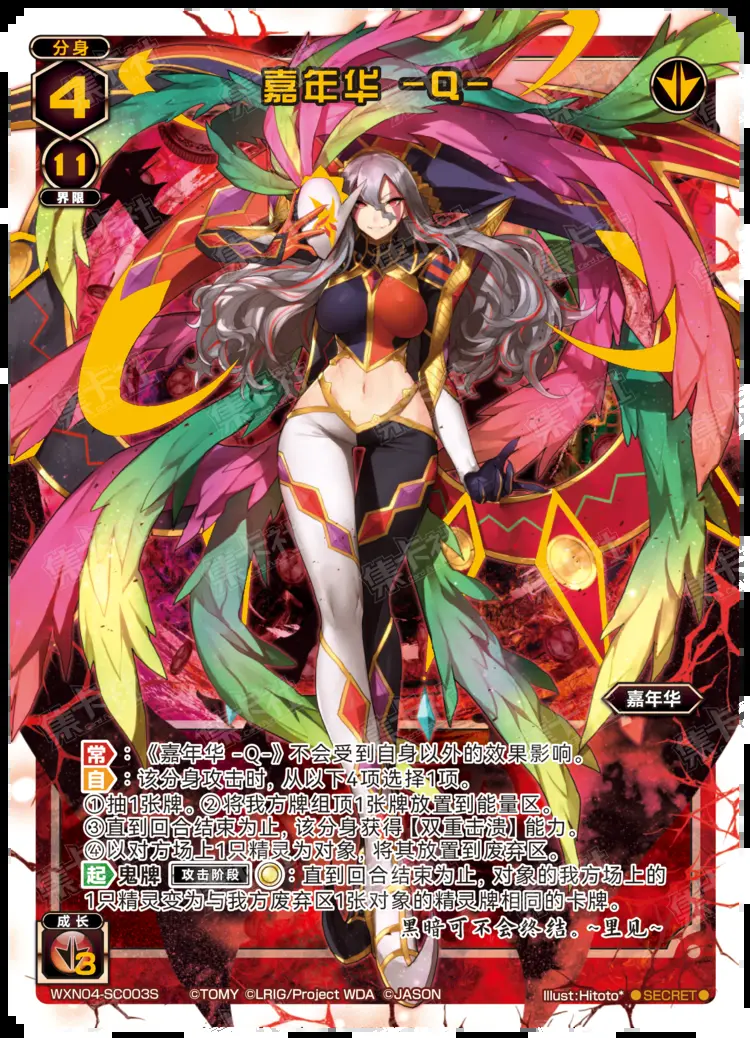 分身
4
嘉年华 -Q-
11
界限
嘉年华
常：《嘉年华 -Q-》不会受到自身以外的效果影响。
自：该分身攻击时，从以下4项选择1项。
①抽1张牌。②将我方牌组顶1张牌放置到能量区。
③直到回合结束为止，该分身获得【双重击溃】能力。
④以对方场上1只精灵为对象，将其放置到废弃区。
起 鬼牌 攻击阶段 ：直到回合结束为止，对象的我方场上的
1只精灵变为与我方废弃区1张对象的精灵牌相同的卡牌。
黑暗可不会终结。~里见~
成长
3
WXN04-SC003S ©TOMY ©LRIG/Project WDA ©JASON Illust:Hitoto* ●SECRET●
集卡社